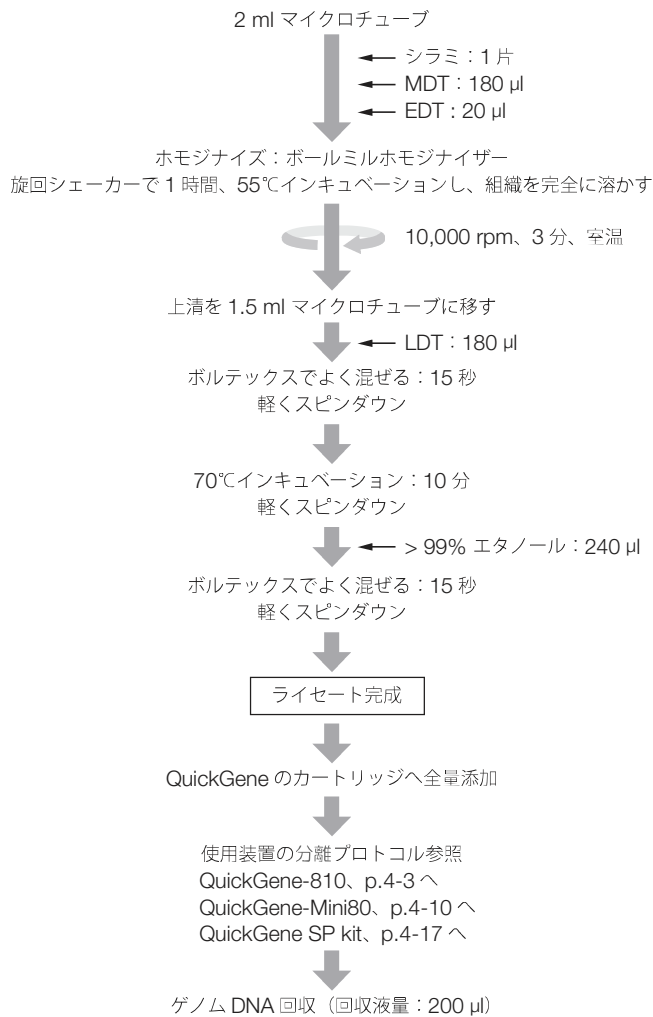 2 ml マイクロチューブ
シラミ：1 片
MDT：180 µl
EDT : 20 µl
ホモジナイズ：ボールミルホモジナイザー
旋回シェーカーで 1 時間、55℃インキュベーションし、組織を完全に溶かす
10,000 rpm、3 分、室温
上清を 1.5 ml マイクロチューブに移す
LDT：180 µl
ボルテックスでよく混ぜる：15 秒
軽くスピンダウン
70℃インキュベーション：10 分
軽くスピンダウン
> 99% エタノール：240 µl
ボルテックスでよく混ぜる：15 秒
軽くスピンダウン
ライセート完成
QuickGene のカートリッジへ全量添加
使用装置の分離プロトコル参照
QuickGene-810、p.4-3 へ
QuickGene-Mini80、p.4-10 へ
QuickGene SP kit、p.4-17 へ
ゲノム DNA 回収（回収液量：200 µl）